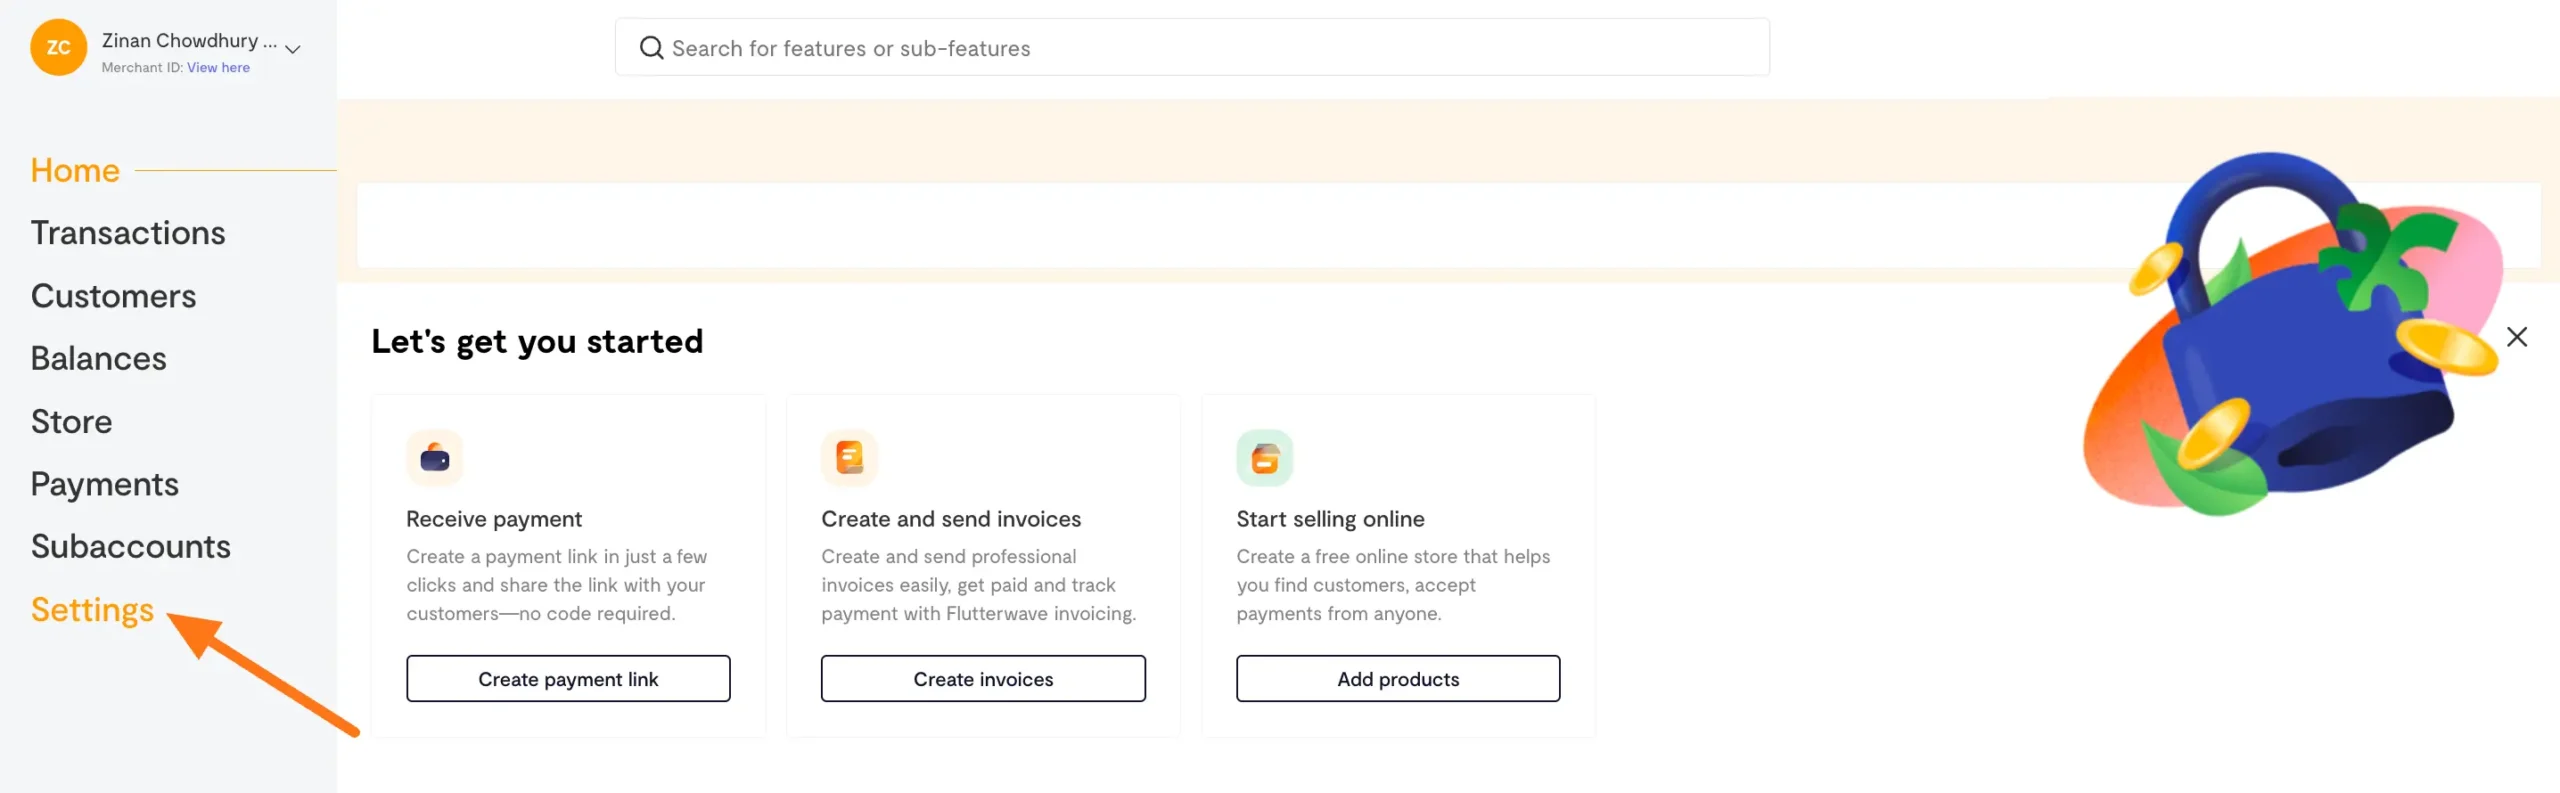 ZC
Zinan Chowdhury ...
Merchant ID: View here
Search for features or sub-features
Home
Transactions
Customers
Balances
Store
Payments
Subaccounts
Settings
Let's get you started
Receive payment
Create a payment link in just a few
clicks and share the link with your
customers—no code required.
Create payment link
Create and send invoices
Create and send professional
invoices easily, get paid and track
payment with Flutterwave invoicing.
Create invoices
Start selling online
Create a free online store that helps
you find customers, accept
payments from anyone.
Add products